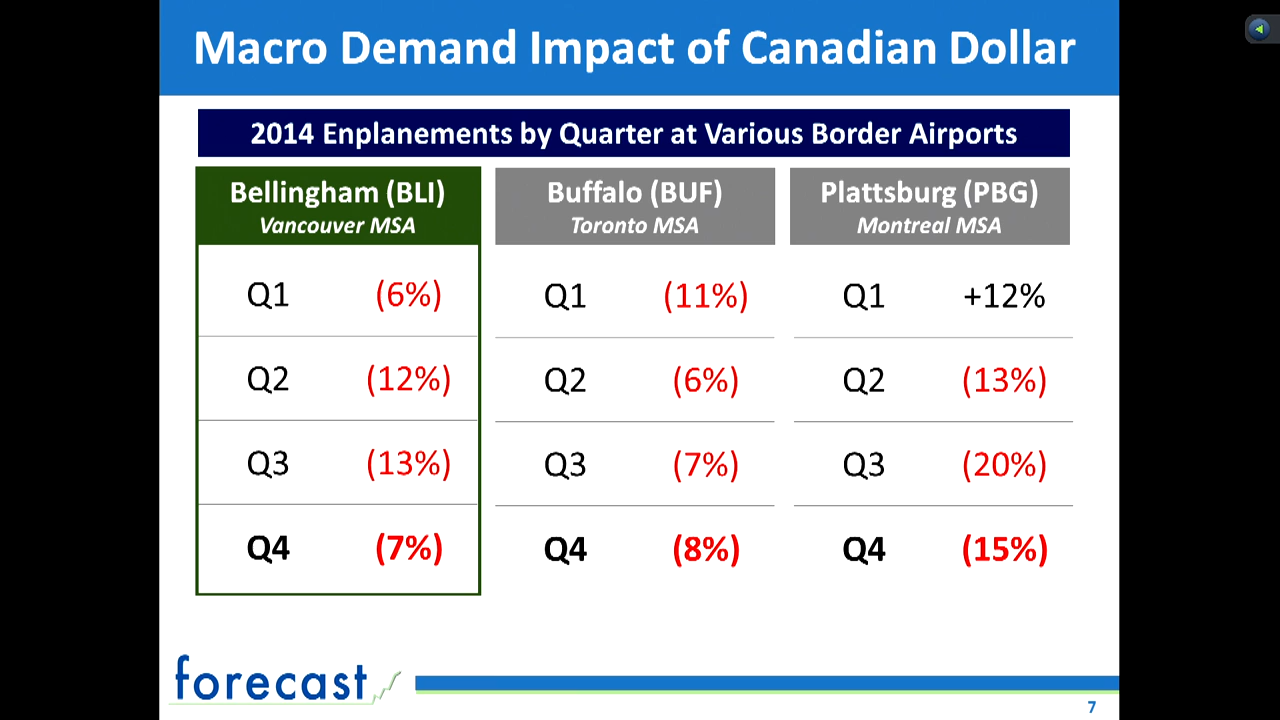 Macro Demand Impact of Canadian Dollar
2014 Enplanements by Quarter at Various Border Airports
Bellingham (BLI)
Vancouver MSA
Q1 (6%)
Q2 (12%)
Q3 (13%)
Q4 (7%)
Buffalo (BUF)
Toronto MSA
Q1 (11%)
Q2 (6%)
Q3 (7%)
Q4 (8%)
Plattsburg (PBG)
Montreal MSA
Q1 +12%
Q2 (13%)
Q3 (20%)
Q4 (15%)
forecast
7